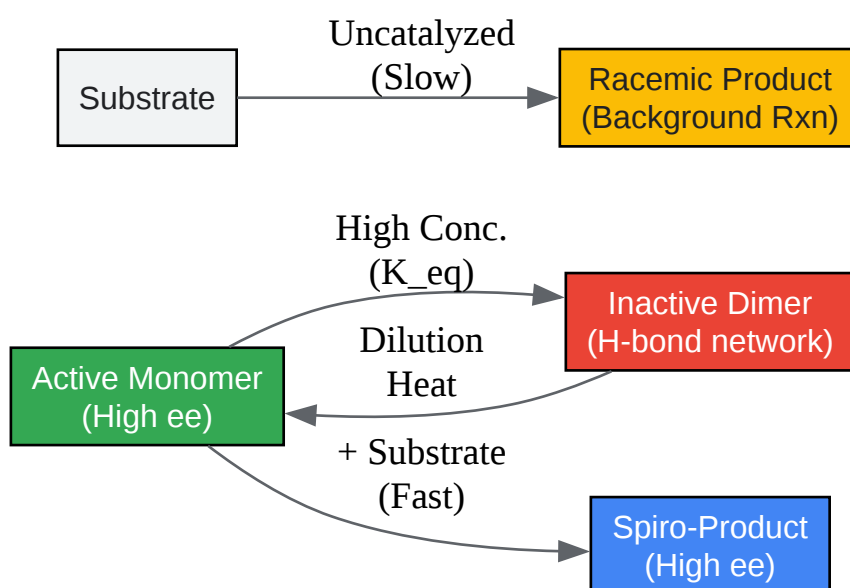 Uncatalyzed
(Slow)
Substrate
Racemic Product
(Background Rxn)
High Conc.
(K_eq)
Inactive Dimer
(H-bond network)
Dilution
Heat
Active Monomer
(High ee)
+ Substrate
(Fast)
Spiro-Product
(High ee)